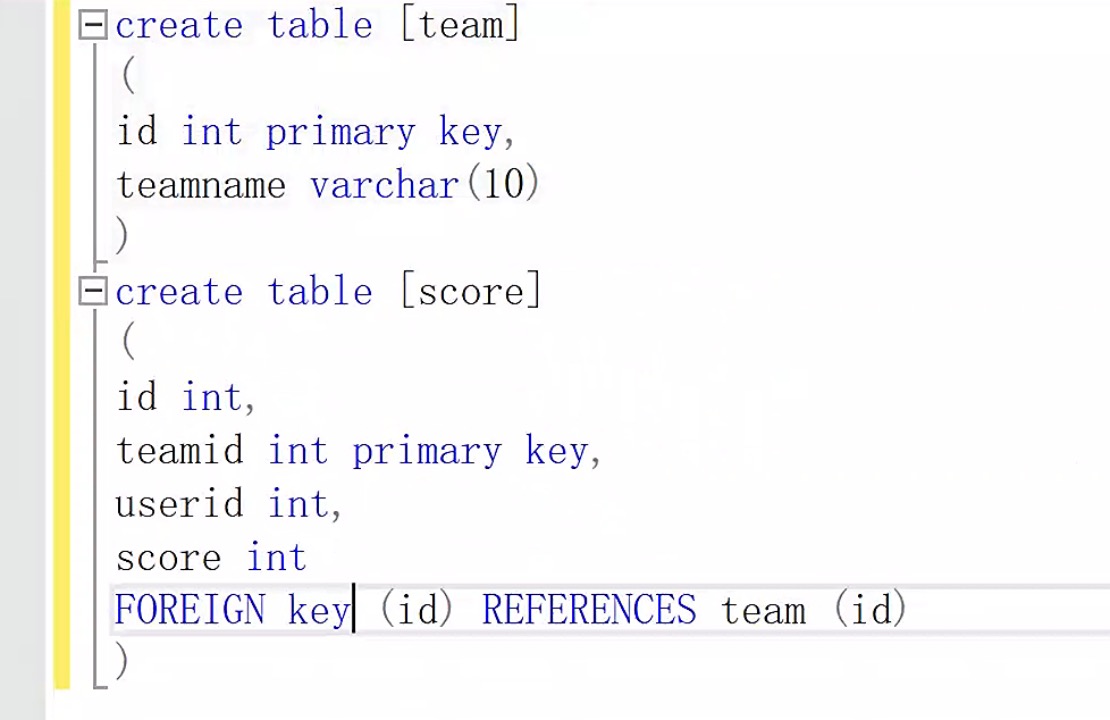 create table [team]
(
id int primary key,
teamname varchar(10)
)
create table [score]
(
id int,
teamid int primary key,
userid int,
score int
FOREIGN key (id) REFERENCES team (id)
)